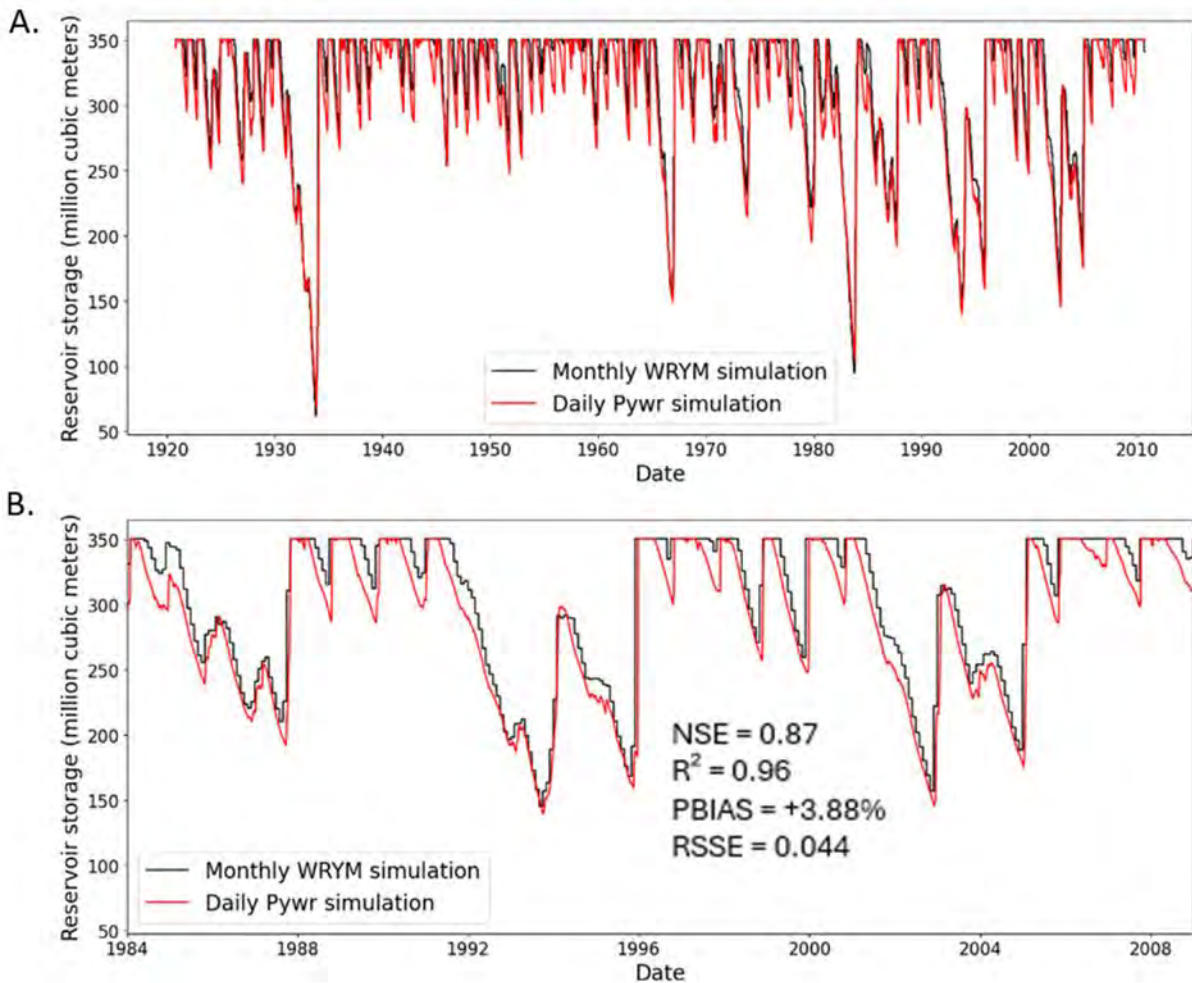 A.
Reservoir storage (million cubic meters)
350
300
250
200
150
100
50
Monthly WRYM simulation
Daily Pywr simulation
1920 1930 1940 1950 1960 1970 1980 1990 2000 2010
Date
B.
Reservoir storage (million cubic meters)
350
300
250
200
150
100
50
NSE = 0.87
R² = 0.96
PBIAS = +3.88%
RSSE = 0.044
Monthly WRYM simulation
Daily Pywr simulation
1984 1988 1992 1996 2000 2004 2008
Date